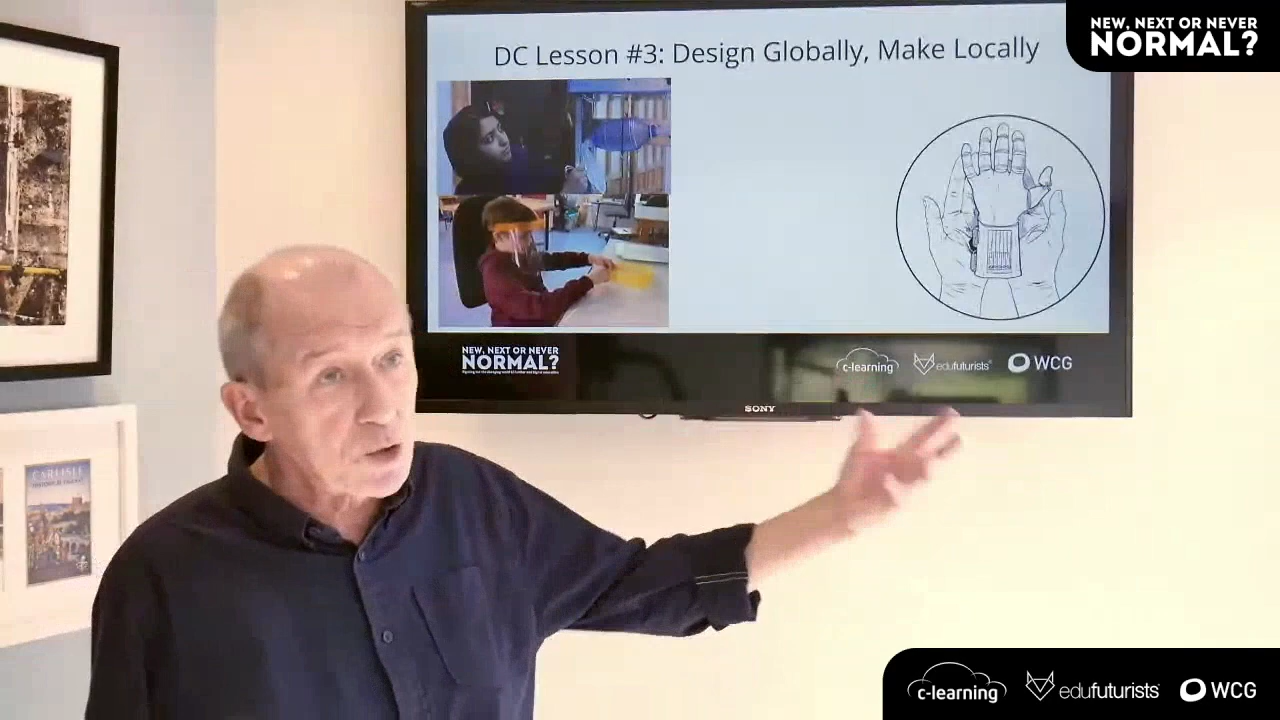 NEW, NEXT OR NEVER
NORMAL?
DC Lesson #3: Design Globally, Make Locally
NEW, NEXT OR NEVER
NORMAL?
c-learning
edufuturists
WCG
SONY
CARLISLE
c-learning
edufuturists
WCG